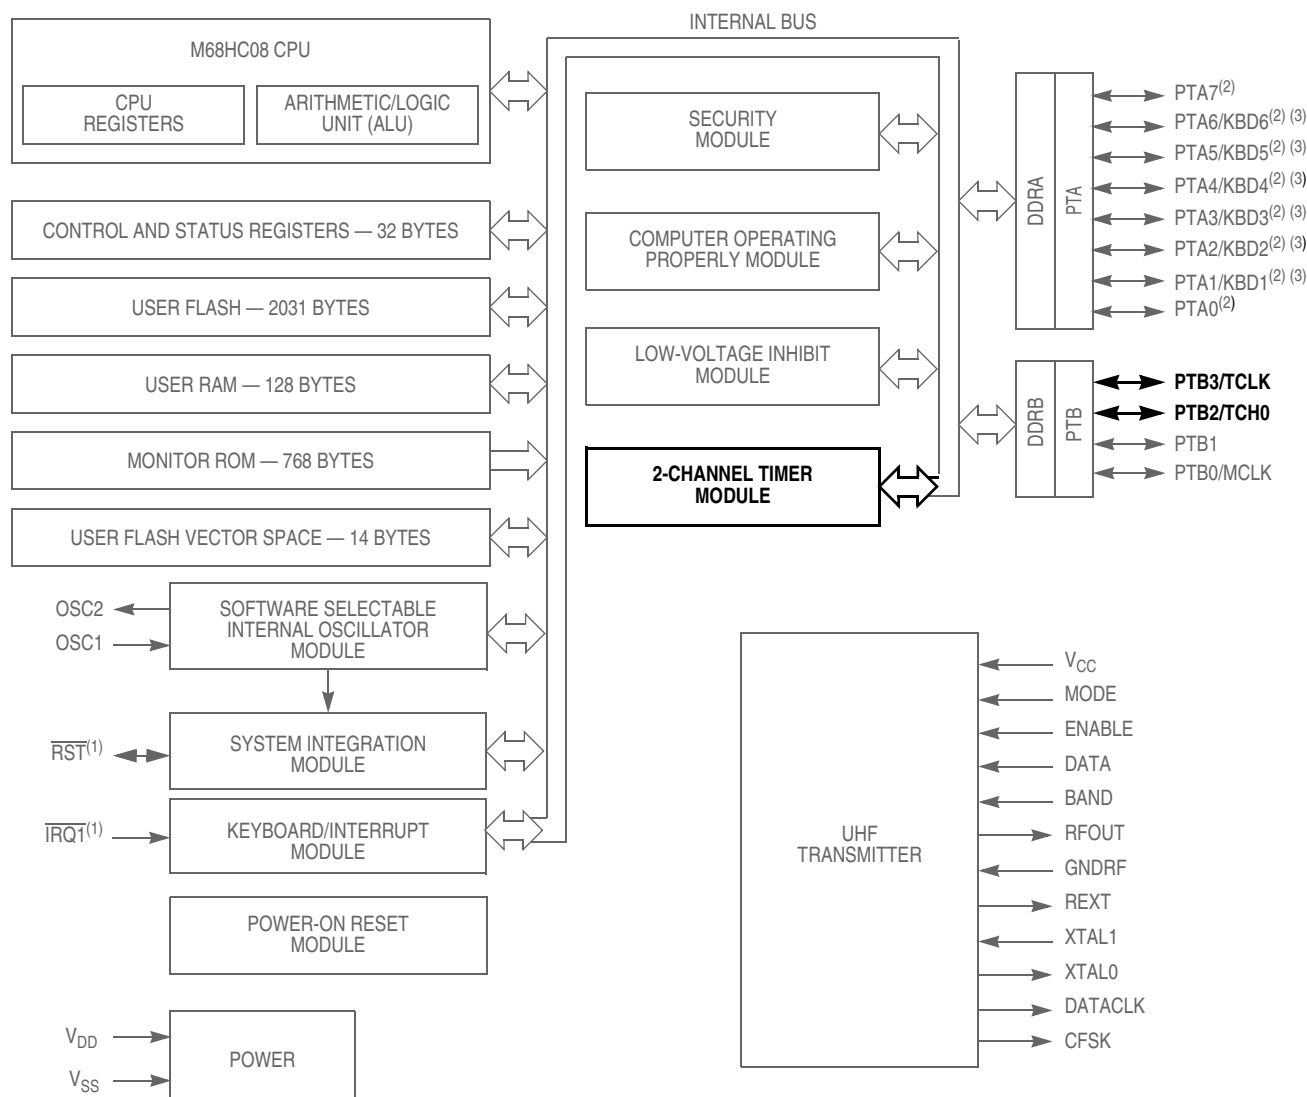 INTERNAL BUS
M68HC08 CPU
CPU
REGISTERS
ARITHMETIC/LOGIC
UNIT (ALU)
CONTROL AND STATUS REGISTERS — 32 BYTES
USER FLASH — 2031 BYTES
USER RAM — 128 BYTES
MONITOR ROM — 768 BYTES
USER FLASH VECTOR SPACE — 14 BYTES
OSC2
OSC1
SOFTWARE SELECTABLE
INTERNAL OSCILLATOR
MODULE
RST(1)
SYSTEM INTEGRATION
MODULE
IRQ1(1)
KEYBOARD/INTERRUPT
MODULE
POWER-ON RESET
MODULE
VDD
VSS
POWER
SECURITY
MODULE
COMPUTER OPERATING
PROPERLY MODULE
LOW-VOLTAGE INHIBIT
MODULE
2-CHANNEL TIMER
MODULE
DDRA
PTA
PTA7(2)
PTA6/KBD6(2) (3)
PTA5/KBD5(2) (3)
PTA4/KBD4(2) (3)
PTA3/KBD3(2) (3)
PTA2/KBD2(2) (3)
PTA1/KBD1(2) (3)
PTA0(2)
DDRB
PTB
PTB3/TCLK
PTB2/TCH0
PTB1
PTB0/MCLK
UHF
TRANSMITTER
VCC
MODE
ENABLE
DATA
BAND
RFOUT
GNDRF
REXT
XTAL1
XTAL0
DATACLK
CFSK